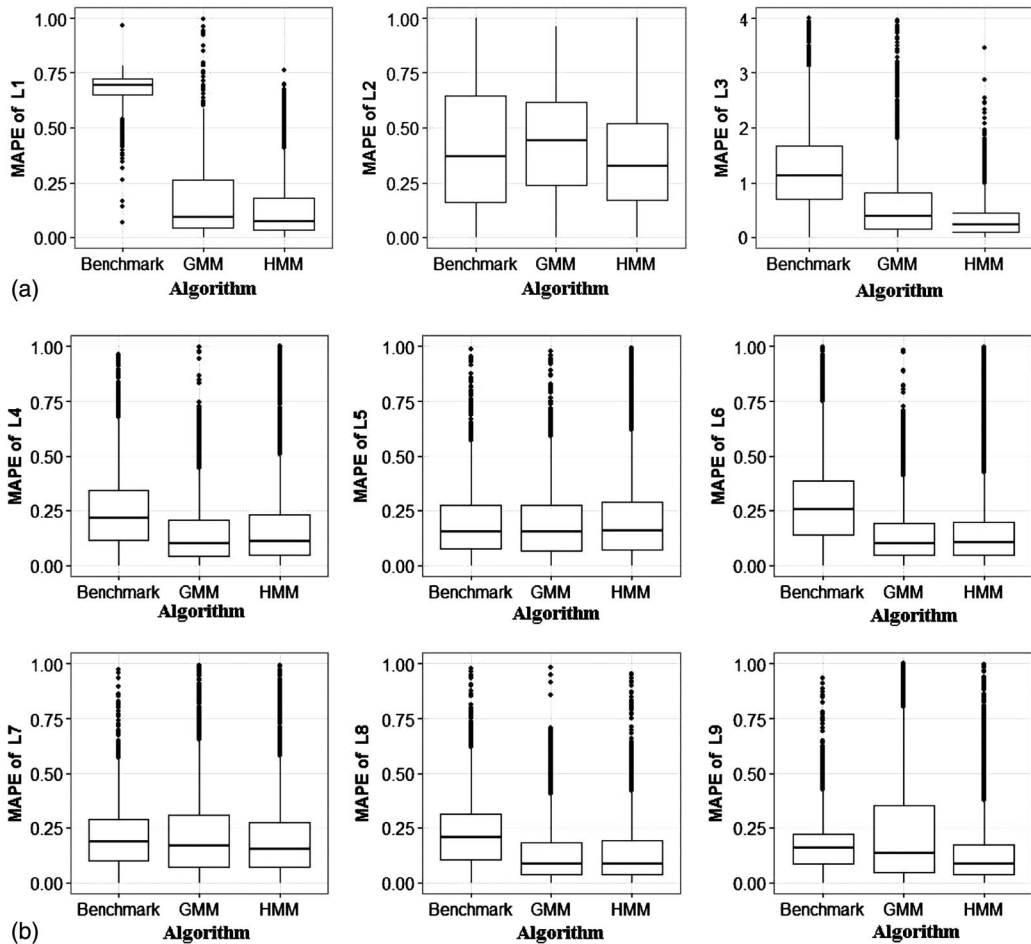 MAPE of L1
1.00
0.75
0.50
0.25
0.00
Benchmark GMM HMM
Algorithm
MAPE of L2
1.00
0.75
0.50
0.25
0.00
Benchmark GMM HMM
Algorithm
MAPE of L3
4
3
2
1
0
Benchmark GMM HMM
Algorithm
(a)
MAPE of L4
1.00
0.75
0.50
0.25
0.00
Benchmark GMM HMM
Algorithm
MAPE of L5
1.00
0.75
0.50
0.25
0.00
Benchmark GMM HMM
Algorithm
MAPE of L6
1.00
0.75
0.50
0.25
0.00
Benchmark GMM HMM
Algorithm
MAPE of L7
1.00
0.75
0.50
0.25
0.00
Benchmark GMM HMM
Algorithm
MAPE of L8
1.00
0.75
0.50
0.25
0.00
Benchmark GMM HMM
Algorithm
MAPE of L9
1.00
0.75
0.50
0.25
0.00
Benchmark GMM HMM
Algorithm
(b)